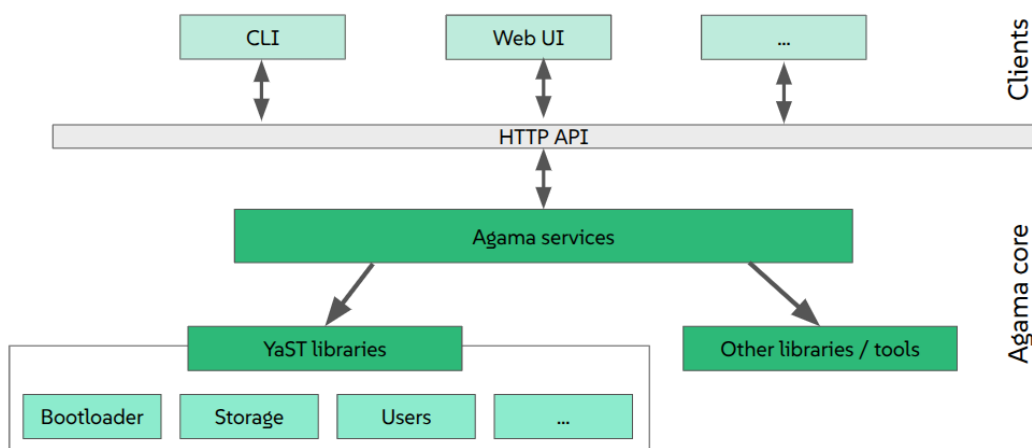 CLI
Web UI
...
Clients
HTTP API
Agama services
Agama core
YaST libraries
Other libraries / tools
Bootloader
Storage
Users
...